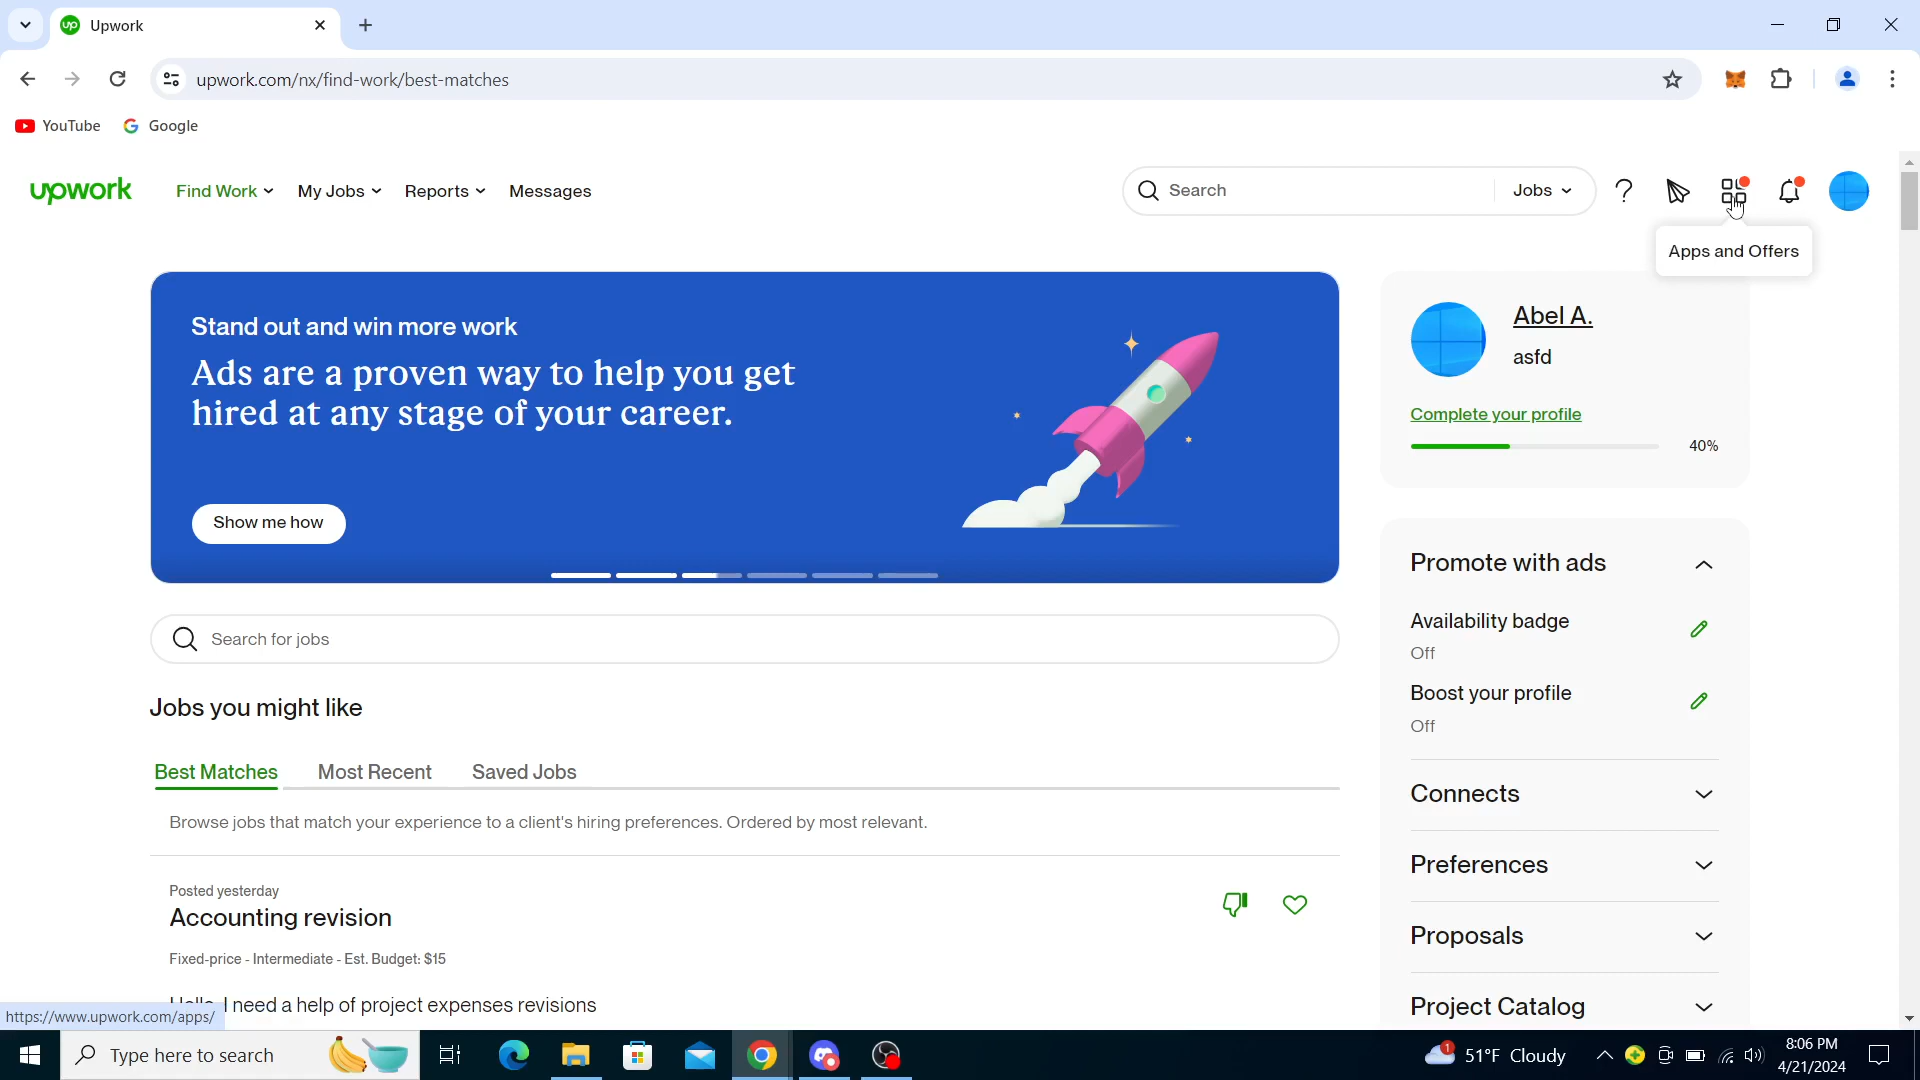 Upwork
upwork.com/nx/find-work/best-matches
YouTube Google
upwork Find Work My Jobs Reports Messages Search Jobs
Apps and Offers
Stand out and win more work
Ads are a proven way to help you get
hired at any stage of your career.
Show me how
Abel A.
asfd
Complete your profile
40%
Promote with ads
Availability badge
Off
Boost your profile
Off
Connects
Preferences
Proposals
Project Catalog
Search for jobs
Jobs you might like
Best Matches Most Recent Saved Jobs
Browse jobs that match your experience to a client's hiring preferences. Ordered by most relevant.
Posted yesterday
Accounting revision
Fixed-price - Intermediate - Est. Budget: $15
Hello, I need a help of project expenses revisions
https://www.upwork.com/apps/
Type here to search
1
51°F Cloudy
8:06 PM
4/21/2024